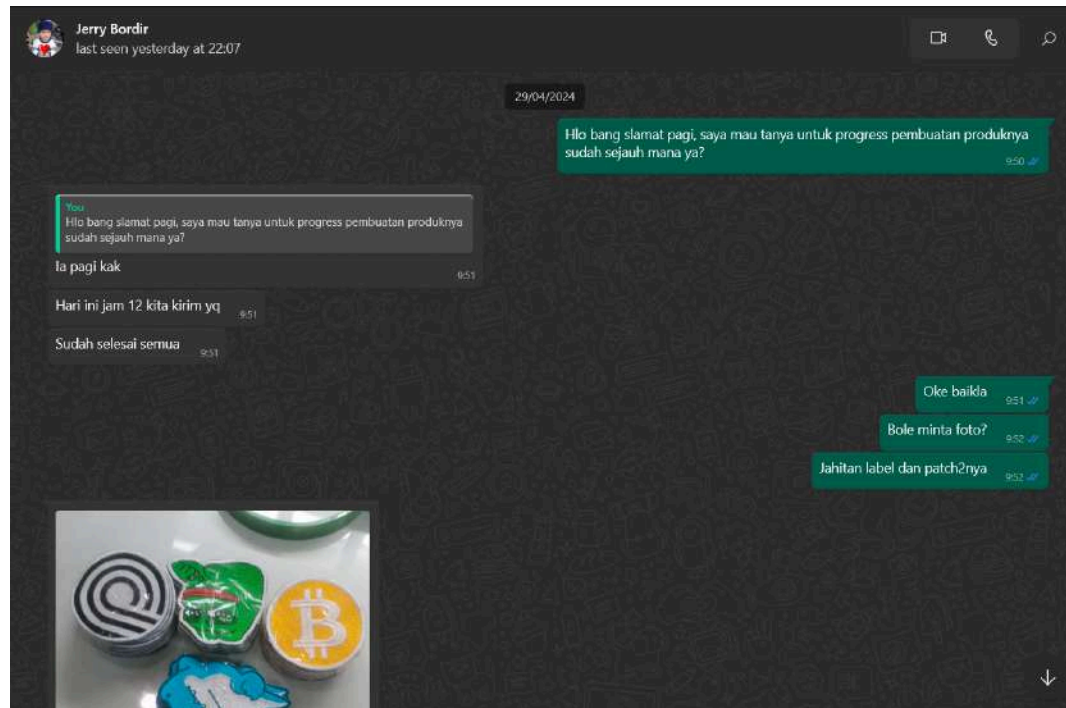 Jerry Bordir
last seen yesterday at 22:07
29/04/2024
Hlo bang slamat pagi, saya mau tanya untuk progress pembuatan produknya
sudah sejauh mana ya?
9:50
You
Hlo bang slamat pagi, saya mau tanya untuk progress pembuatan produknya
sudah sejauh mana ya?
Ia pagi kak
9:51
Hari ini jam 12 kita kirim yq
9:51
Sudah selesai semua
9:51
Oke baikla
9:51
Bole minta foto?
9:52
Jahitan label dan patch2nya
9:52